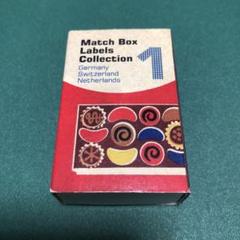 Match Box
Labels
Collection
1
Germany
Switzerland
Netherlands